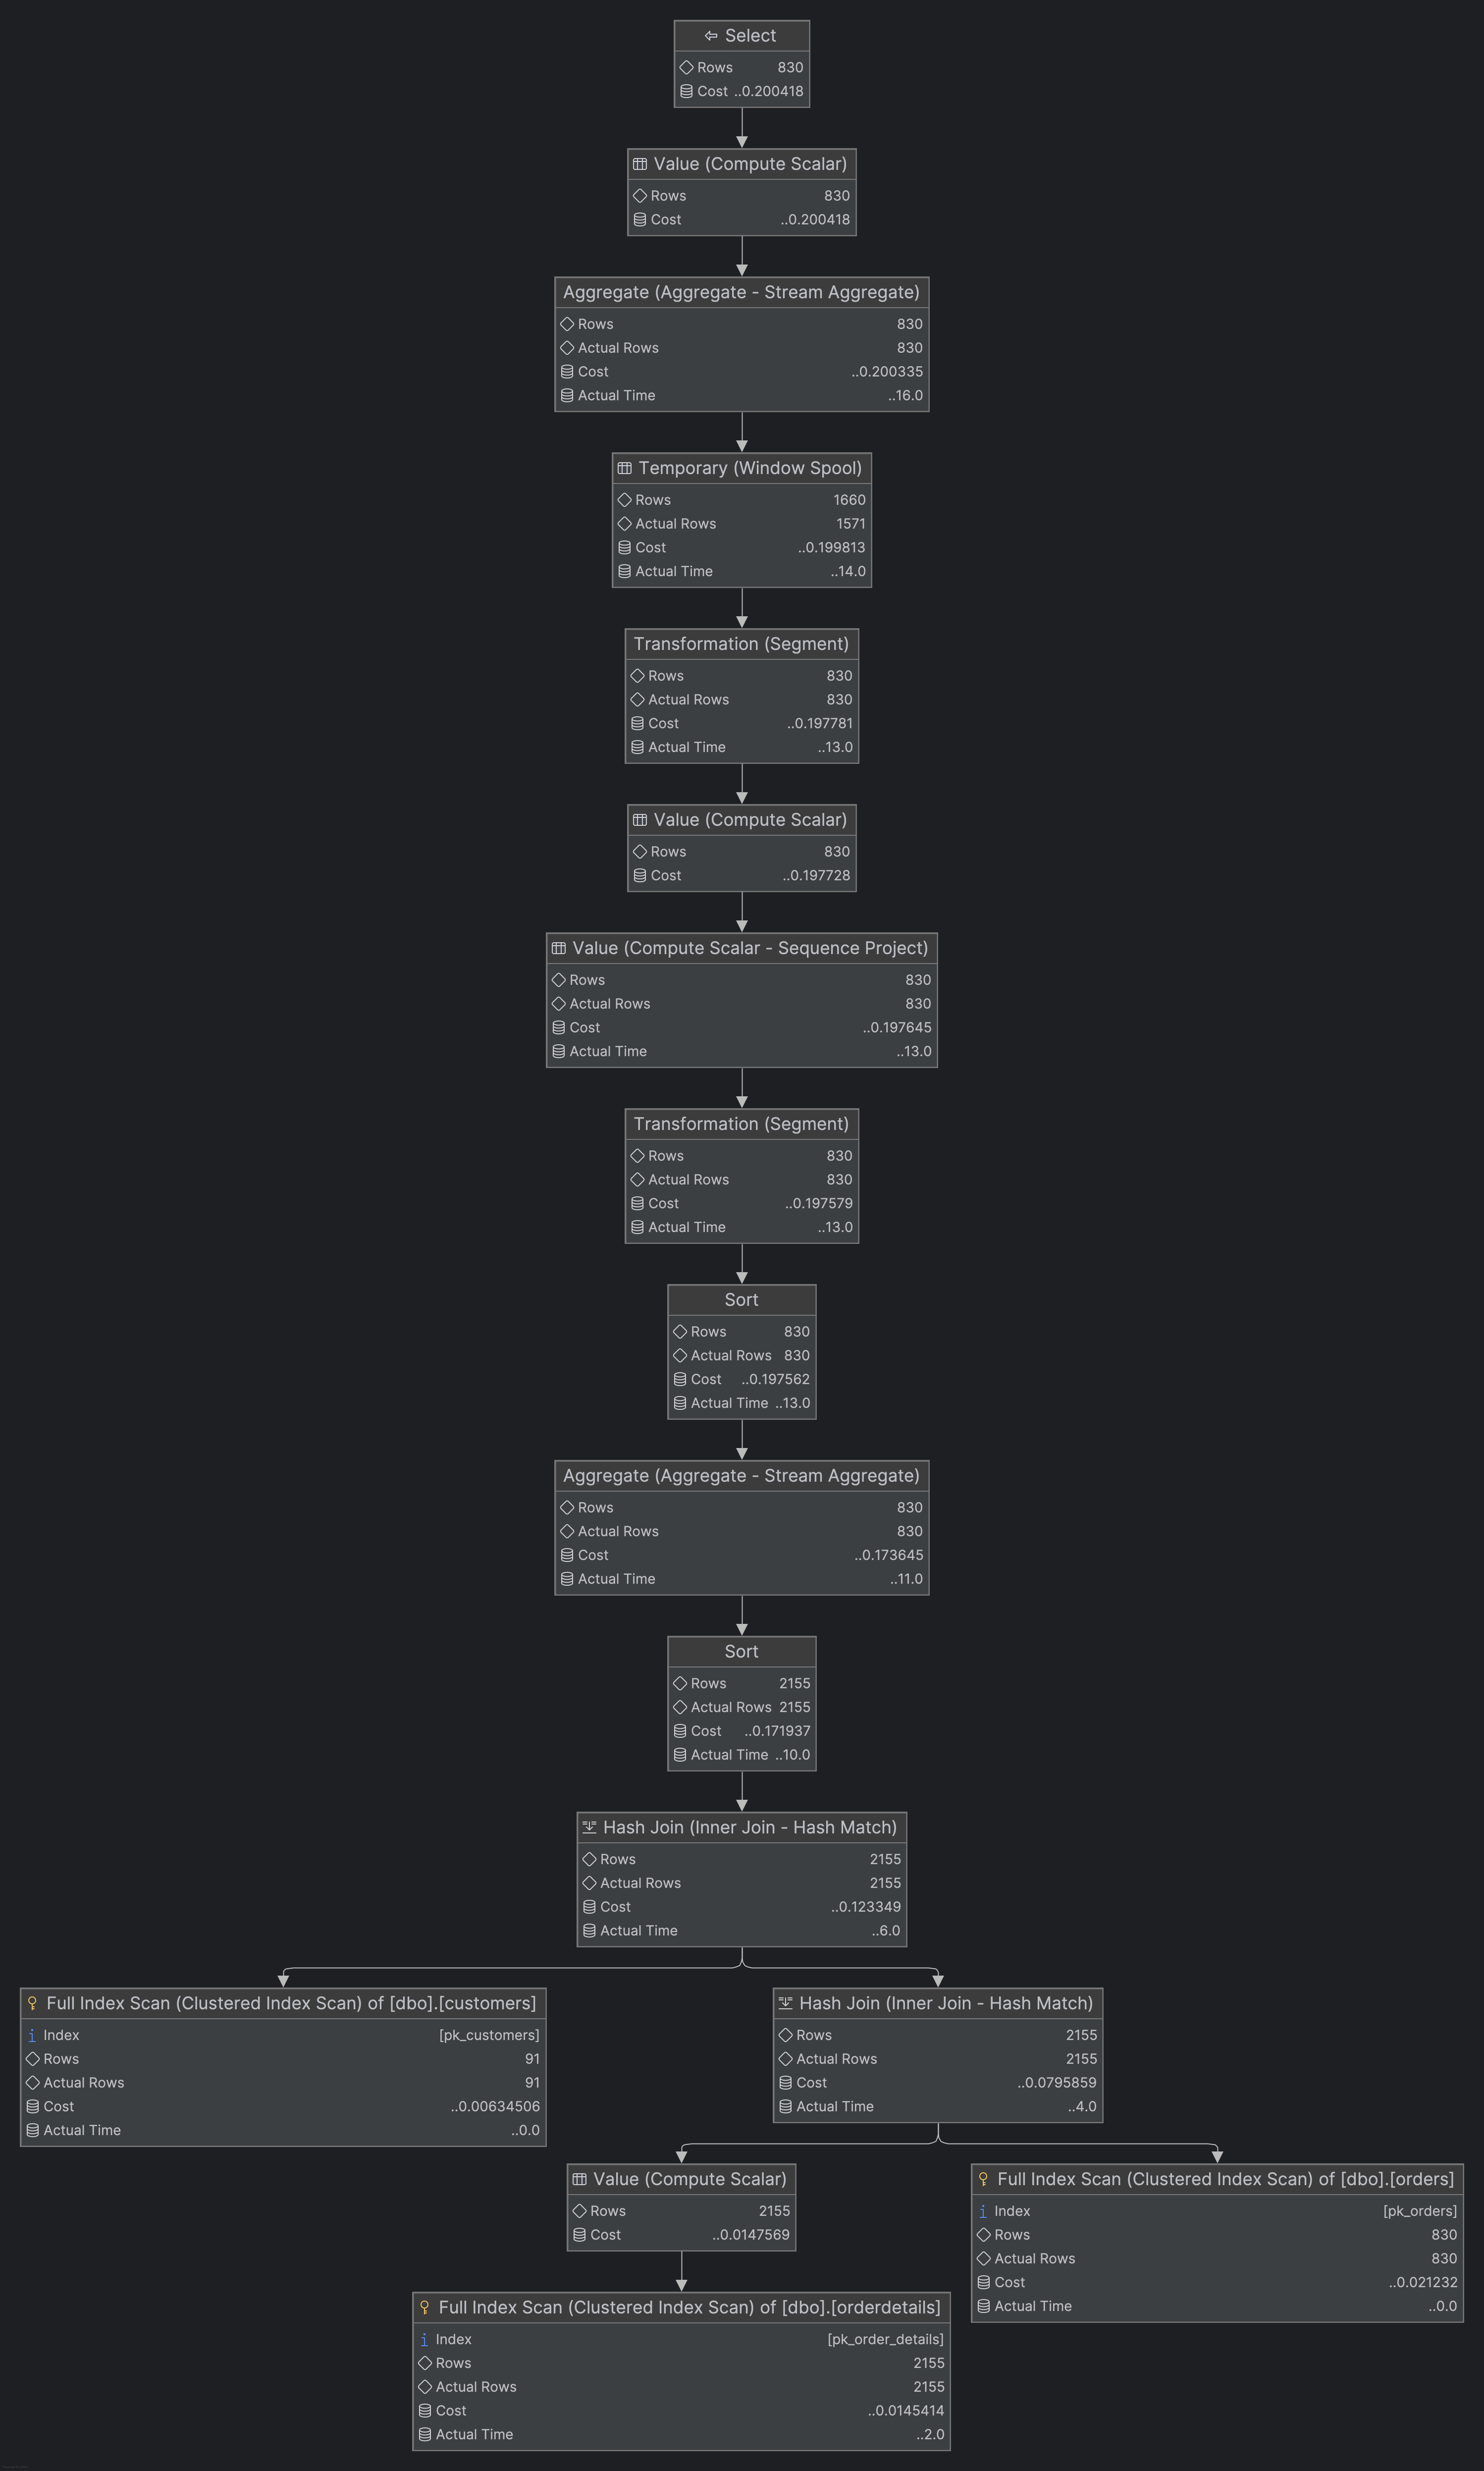 Select
Rows 830
Cost ..0.200418
Value (Compute Scalar)
Rows 830
Cost ..0.200418
Aggregate (Aggregate - Stream Aggregate)
Rows 830
Actual Rows 830
Cost ..0.200335
Actual Time ..16.0
Temporary (Window Spool)
Rows 1660
Actual Rows 1571
Cost ..0.199813
Actual Time ..14.0
Transformation (Segment)
Rows 830
Actual Rows 830
Cost ..0.197781
Actual Time ..13.0
Value (Compute Scalar)
Rows 830
Cost ..0.197728
Value (Compute Scalar - Sequence Project)
Rows 830
Actual Rows 830
Cost ..0.197645
Actual Time ..13.0
Transformation (Segment)
Rows 830
Actual Rows 830
Cost ..0.197579
Actual Time ..13.0
Sort
Rows 830
Actual Rows 830
Cost ..0.197562
Actual Time ..13.0
Aggregate (Aggregate - Stream Aggregate)
Rows 830
Actual Rows 830
Cost ..0.173645
Actual Time ..11.0
Sort
Rows 2155
Actual Rows 2155
Cost ..0.171937
Actual Time ..10.0
Hash Join (Inner Join - Hash Match)
Rows 2155
Actual Rows 2155
Cost ..0.123349
Actual Time ..6.0
Full Index Scan (Clustered Index Scan) of [dbo].[customers]
Index [pk_customers]
Rows 91
Actual Rows 91
Cost ..0.00634506
Actual Time ..0.0
Hash Join (Inner Join - Hash Match)
Rows 2155
Actual Rows 2155
Cost ..0.0795859
Actual Time ..4.0
Value (Compute Scalar)
Rows 2155
Cost ..0.0147569
Full Index Scan (Clustered Index Scan) of [dbo].[orders]
Index [pk_orders]
Rows 830
Actual Rows 830
Cost ..0.021232
Actual Time ..0.0
Full Index Scan (Clustered Index Scan) of [dbo].[orderdetails]
Index [pk_order_details]
Rows 2155
Actual Rows 2155
Cost ..0.0145414
Actual Time ..2.0